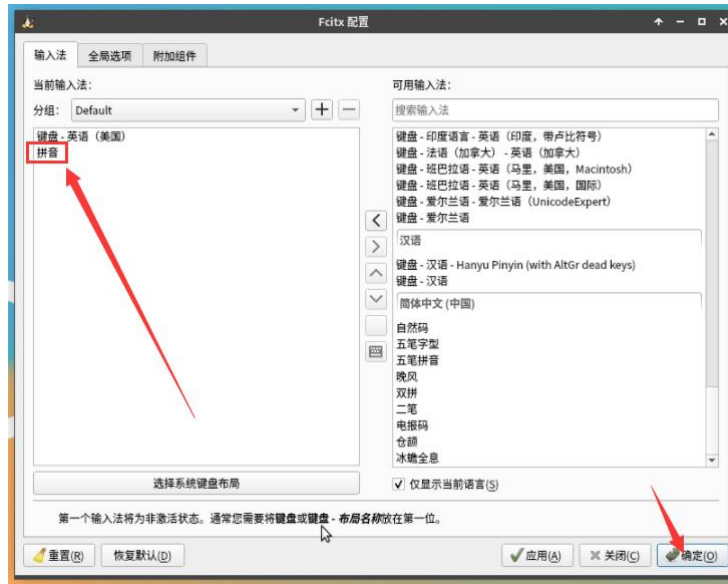 Fcitx 配置
输入法 全局选项 附加组件
当前输入法：
分组： Default
键盘 - 英语（美国）
拼音
选择系统键盘布局
可用输入法：
搜索输入法
键盘 - 印度语言 - 英语（印度，带卢比符号）
键盘 - 法语（加拿大） - 英语（加拿大）
键盘 - 班巴拉语 - 英语（马里，美国，Macintosh）
键盘 - 班巴拉语 - 英语（马里，美国，国际）
键盘 - 爱尔兰语 - 爱尔兰语（UnicodeExpert）
键盘 - 爱尔兰语
汉语
键盘 - 汉语 - Hanyu Pinyin (with AltGr dead keys)
键盘 - 汉语
简体中文 (中国)
自然码
五笔字型
五笔拼音
晚风
双拼
二笔
电报码
仓颉
冰蟾全息
仅显示当前语言(S)
第一个输入法将为非激活状态。通常您需要将键盘或键盘 - 布局名称放在第一位。
重置(R) 恢复默认(D) 应用(A) 关闭(C) 确定(O)